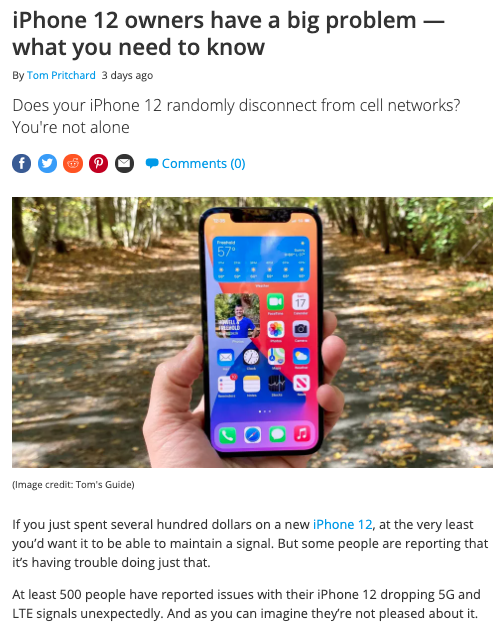 iPhone 12 owners have a big problem —
what you need to know
By Tom Pritchard 3 days ago
Does your iPhone 12 randomly disconnect from cell networks?
You're not alone
Comments (0)
Freehold
57°
17
(Image credit: Tom's Guide)
If you just spent several hundred dollars on a new iPhone 12, at the very least
you’d want it to be able to maintain a signal. But some people are reporting that
it’s having trouble doing just that.
At least 500 people have reported issues with their iPhone 12 dropping 5G and
LTE signals unexpectedly. And as you can imagine they’re not pleased about it.